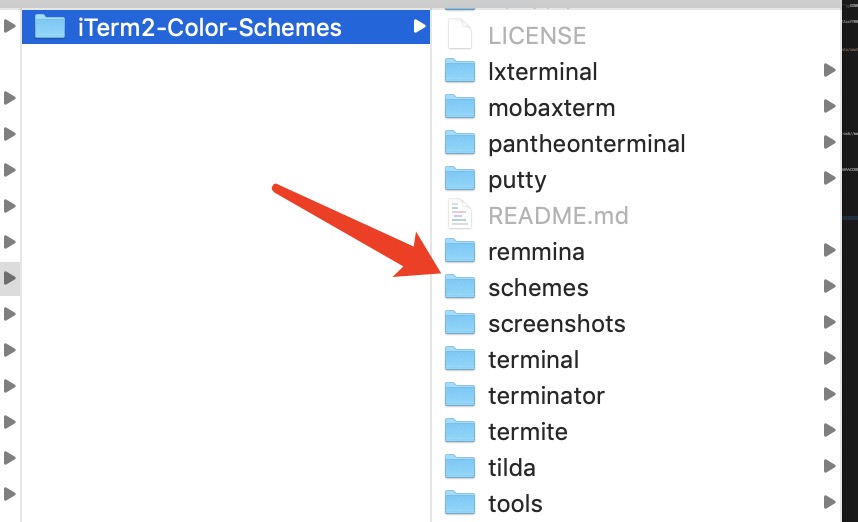 iTerm2-Color-Schemes
LICENSE
lxterminal
mobaxterm
pantheonterminal
putty
README.md
remmina
schemes
screenshots
terminal
terminator
termite
tilda
tools